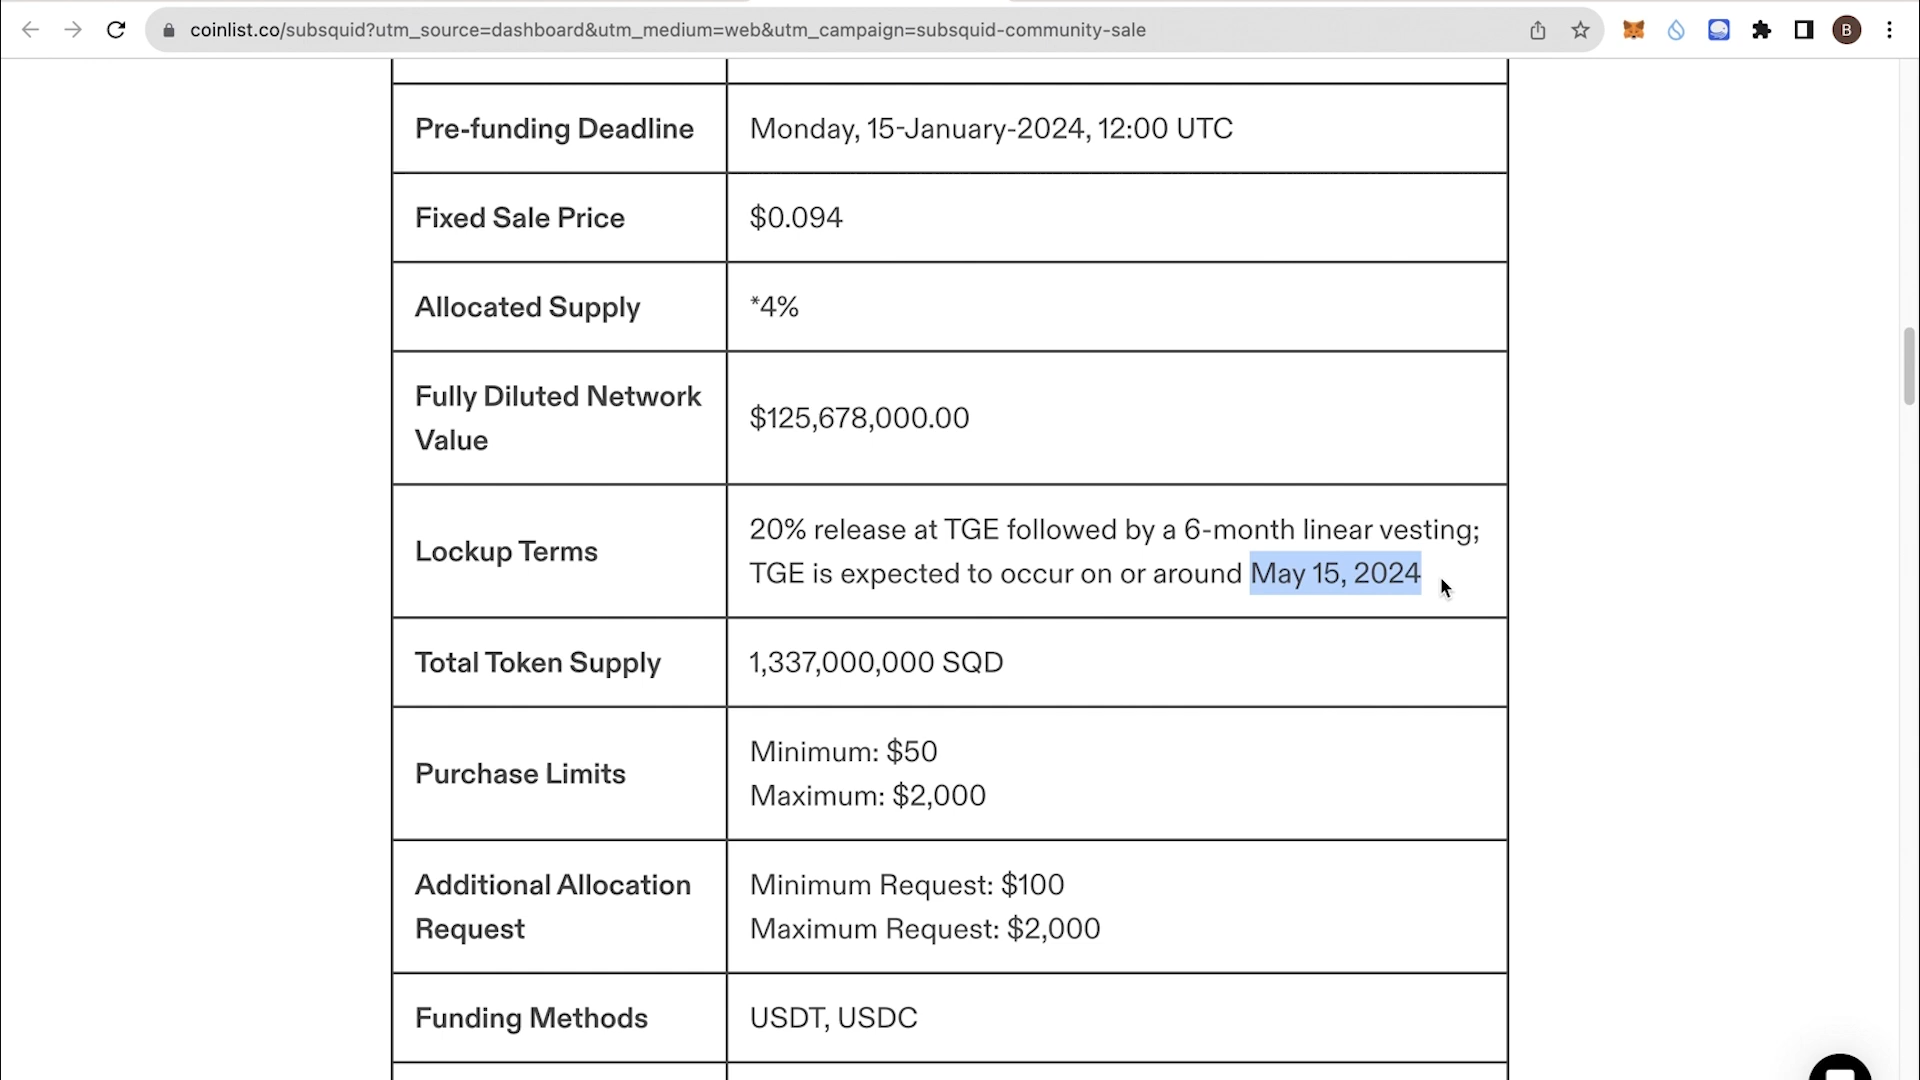 coinlist.co/subsquid?utm_source=dashboard&utm_medium=web&utm_campaign=subsquid-community-sale
B
Pre-funding Deadline
Monday, 15-January-2024, 12:00 UTC
Fixed Sale Price
$0.094
Allocated Supply
*4%
Fully Diluted Network
Value
$125,678,000.00
Lockup Terms
20% release at TGE followed by a 6-month linear vesting;
TGE is expected to occur on or around May 15, 2024
Total Token Supply
1,337,000,000 SQD
Purchase Limits
Minimum: $50
Maximum: $2,000
Additional Allocation
Request
Minimum Request: $100
Maximum Request: $2,000
Funding Methods
USDT, USDC